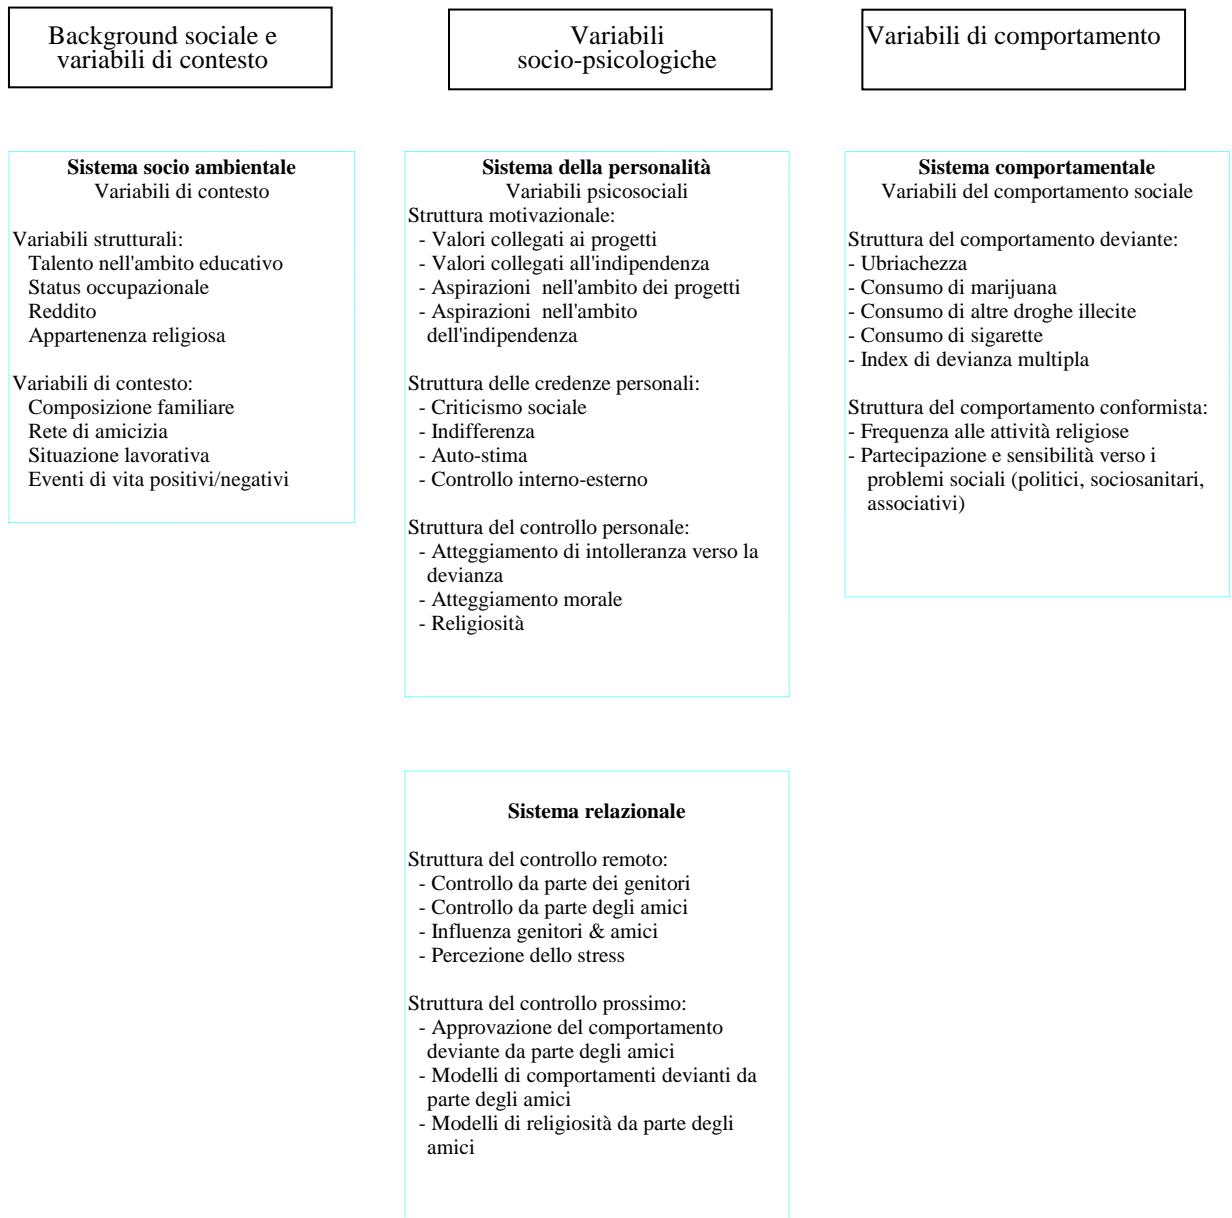 Background sociale e
variabili di contesto
Variabili
socio-psicologiche
Variabili di comportamento
Sistema socio ambientale
Variabili di contesto
Variabili strutturali:
Talento nell'ambito educativo
Status occupazionale
Reddito
Appartenenza religiosa
Variabili di contesto:
Composizione familiare
Rete di amicizia
Situazione lavorativa
Eventi di vita positivi/negativi
Sistema della personalità
Variabili psicosociali
Struttura motivazionale:
- Valori collegati ai progetti
- Valori collegati all'indipendenza
- Aspirazioni nell'ambito dei progetti
- Aspirazioni nell'ambito
dell'indipendenza
Struttura delle credenze personali:
- Criticismo sociale
- Indifferenza
- Auto-stima
- Controllo interno-esterno
Struttura del controllo personale:
- Atteggiamento di intolleranza verso la
devianza
- Atteggiamento morale
- Religiosità
Sistema comportamentale
Variabili del comportamento sociale
Struttura del comportamento deviante:
- Ubriachezza
- Consumo di marijuana
- Consumo di altre droghe illecite
- Consumo di sigarette
- Index di devianza multipla
Struttura del comportamento conformista:
- Frequenza alle attività religiose
- Partecipazione e sensibilità verso i
problemi sociali (politici, sociosanitari,
associativi)
Sistema relazionale
Struttura del controllo remoto:
- Controllo da parte dei genitori
- Controllo da parte degli amici
- Influenza genitori & amici
- Percezione dello stress
Struttura del controllo prossimo:
- Approvazione del comportamento
deviante da parte degli amici
- Modelli di comportamenti devianti da
parte degli amici
- Modelli di religiosità da parte degli
amici